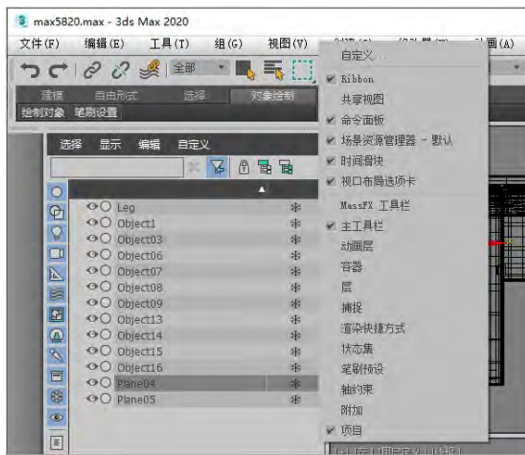 max5820.max - 3ds Max 2020
文件(F) 编辑(E) 工具(T) 组(G) 视图(V) 画(A)
全部
建模 自由形式 选择 对象绘制
绘制对象 笔刷设置
选择 显示 编辑 自定义
Leg
Object1
Object03
Object06
Object07
Object08
Object09
Object13
Object14
Object15
Object16
Plane04
Plane05
自定义...
Ribbon
共享视图
命令面板
场景资源管理器 - 默认
时间滑块
视口布局选项卡
MassFX 工具栏
主工具栏
动画层
容器
层
捕捉
渲染快捷方式
状态集
笔刷预设
轴约束
附加
项目